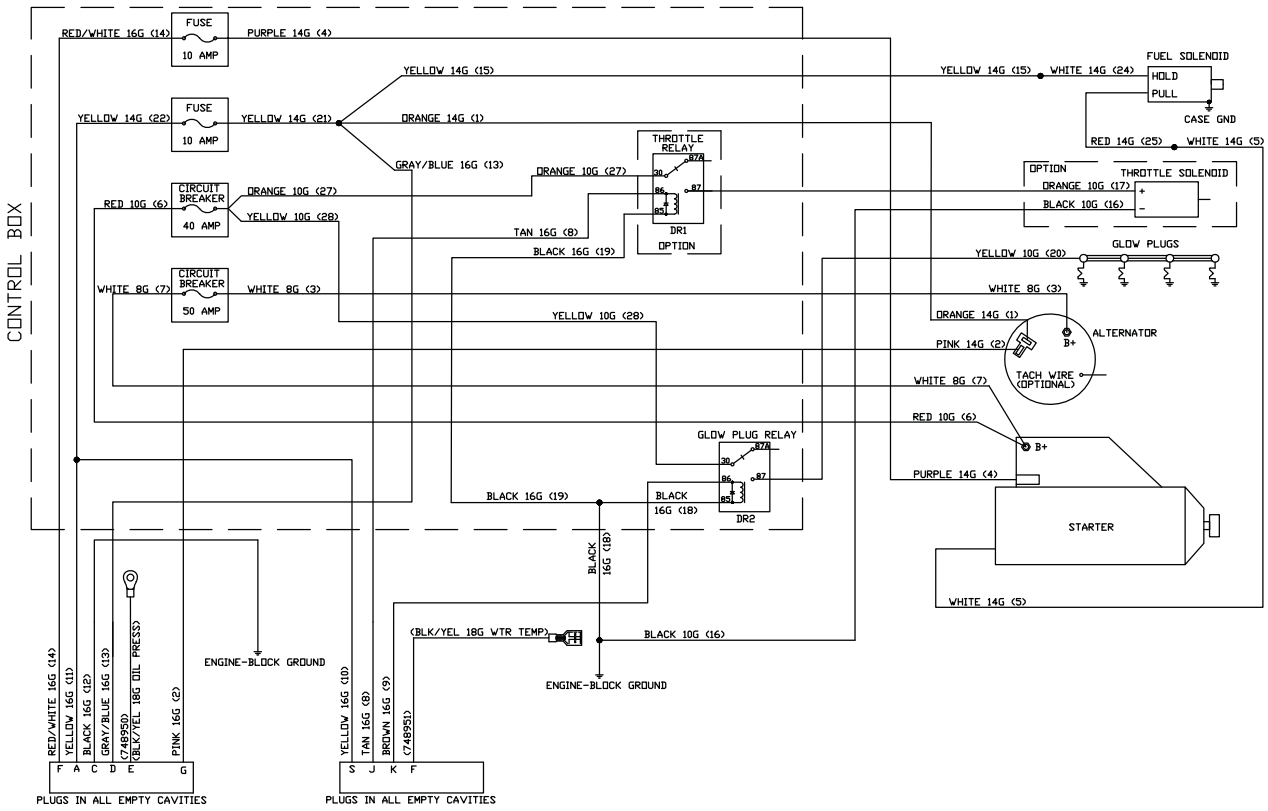 FUSE
RED/WHITE 16G (14)
PURPLE 14G (4)
10 AMP
YELLOW 14G (15)
YELLOW 14G (15)
WHITE 14G (24)
FUEL SOLENOID
HOLD
PULL
CASE GND
FUSE
YELLOW 14G (22)
YELLOW 14G (21)
ORANGE 14G (1)
10 AMP
THROTTLE
RELAY
87A
30
87
86
85
DR1
OPTION
RED 14G (25)
WHITE 14G (5)
GRAY/BLUE 16G (13)
ORANGE 10G (27)
OPTION
THROTTLE SOLENOID
ORANGE 10G (17)
+
BLACK 10G (16)
-
CIRCUIT
BREAKER
ORANGE 10G (27)
RED 10G (6)
YELLOW 10G (28)
40 AMP
TAN 16G (8)
BLACK 16G (19)
GLOW PLUGS
YELLOW 10G (20)
CIRCUIT
BREAKER
WHITE 8G (7)
WHITE 8G (3)
50 AMP
WHITE 8G (3)
CONTROL BOX
YELLOW 10G (28)
ORANGE 14G (1)
ALTERNATOR
B+
PINK 14G (2)
TACH WIRE
(OPTIONAL)
WHITE 8G (7)
RED 10G (6)
GLOW PLUG RELAY
87A
30
86
87
85
DR2
B+
PURPLE 14G (4)
BLACK 16G (19)
BLACK
16G (18)
STARTER
BLACK
16G (18)
WHITE 14G (5)
(BLK/YEL 18G WTR TEMP)
BLACK 10G (16)
ENGINE-BLOCK GROUND
ENGINE-BLOCK GROUND
RED/WHITE 16G (14)
YELLOW 16G (11)
BLACK 16G (12)
GRAY/BLUE 16G (13)
(748950)
(BLK/YEL 18G OIL PRESS)
PINK 16G (2)
YELLOW 16G (10)
TAN 16G (8)
BROWN 16G (9)
(748951)
F A C D E G
S J K F
PLUGS IN ALL EMPTY CAVITIES
PLUGS IN ALL EMPTY CAVITIES